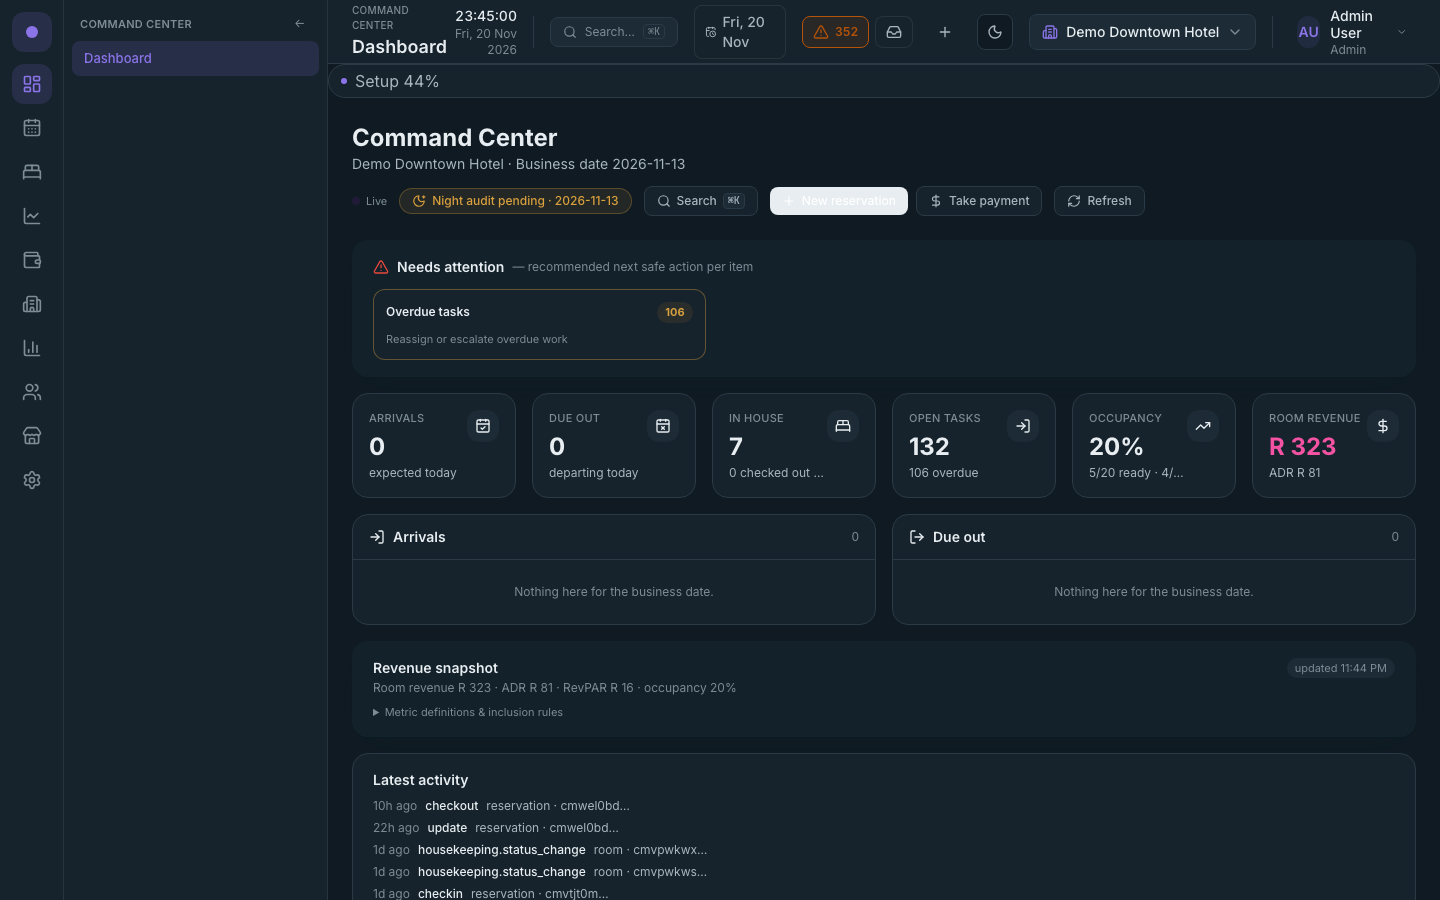 COMMAND CENTER
←
Dashboard
COMMAND CENTER
Dashboard
23:45:00
Fri, 20 Nov 2026
Search... ⌘K
Fri, 20 Nov
352
Demo Downtown Hotel
AU
Admin User
Admin
Setup 44%
Command Center
Demo Downtown Hotel · Business date 2026-11-13
Live
Night audit pending · 2026-11-13
Search ⌘K
+ New reservation
Take payment
Refresh
Needs attention — recommended next safe action per item
Overdue tasks 106
Reassign or escalate overdue work
ARRIVALS
0
expected today
DUE OUT
0
departing today
IN HOUSE
7
0 checked out ...
OPEN TASKS
132
106 overdue
OCCUPANCY
20%
5/20 ready · 4/...
ROOM REVENUE
R 323
ADR R 81
Arrivals 0
Nothing here for the business date.
Due out 0
Nothing here for the business date.
Revenue snapshot
updated 11:44 PM
Room revenue R 323 · ADR R 81 · RevPAR R 16 · occupancy 20%
Metric definitions & inclusion rules
Latest activity
10h ago checkout reservation · cmwel0bd...
22h ago update reservation · cmwel0bd...
1d ago housekeeping.status_change room · cmvpwkwx...
1d ago housekeeping.status_change room · cmvpwkws...
1d ago checkin reservation · cmvtjt0m...